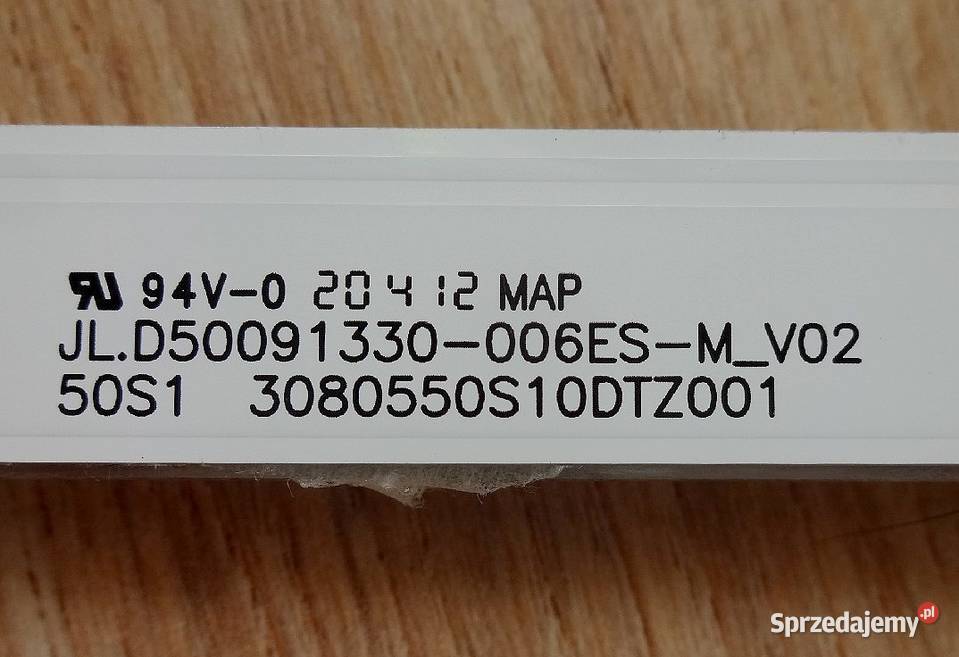 94V-0 20412 MAP
JL.D50091330-006ES-M_V02
50S1 3080550S10DTZ001
Sprzedajemy.pl